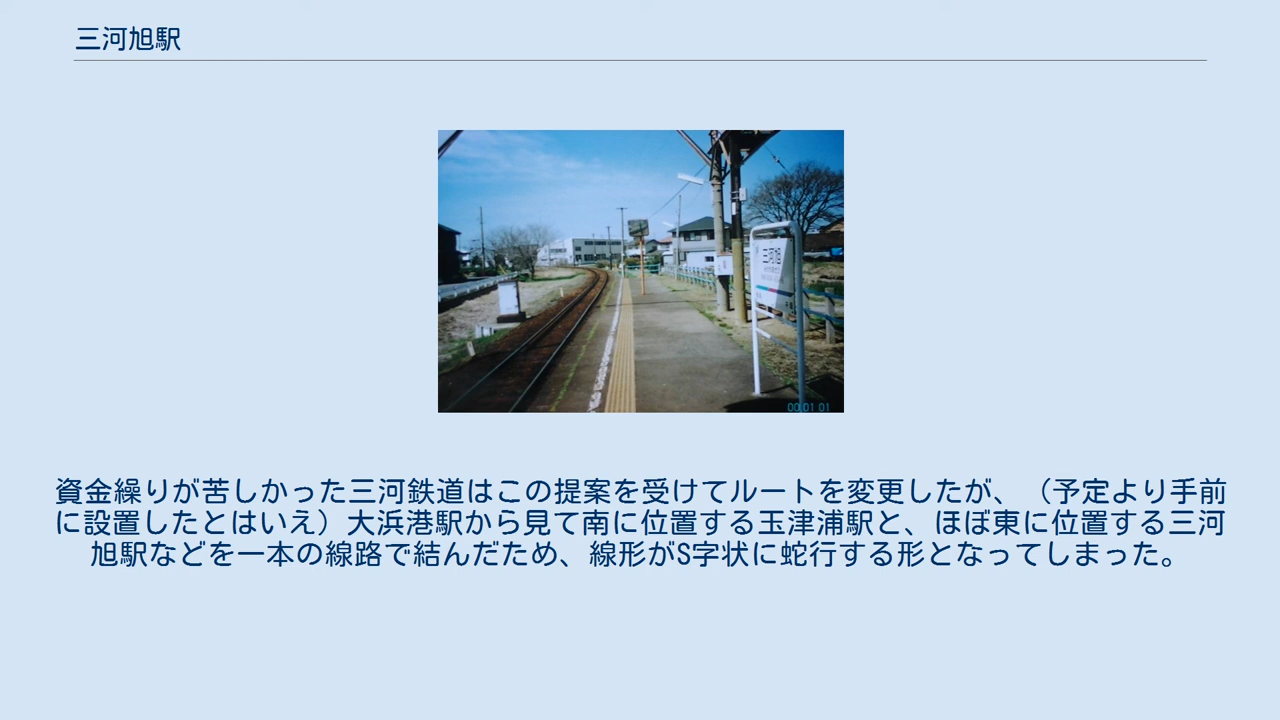 三河旭駅
三河旭
00 01 01
資金繰りが苦しかった三河鉄道はこの提案を受けてルートを変更したが、（予定より手前
に設置したとはいえ）大浜港駅から見て南に位置する玉津浦駅と、ほぼ東に位置する三河
旭駅などを一本の線路で結んだため、線形がS字状に蛇行する形となってしまった。